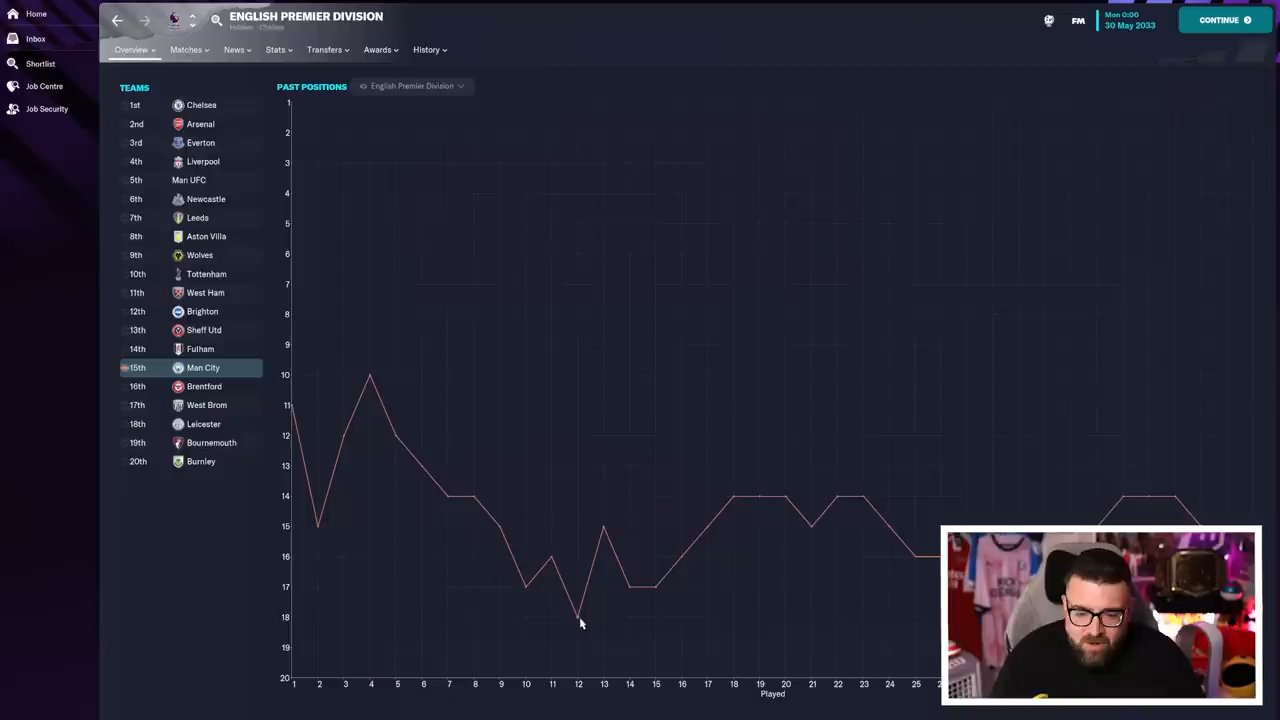 Home
Inbox
Shortlist
Job Centre
Job Security
ENGLISH PREMIER DIVISION
Holders - Chelsea
FM
Mon 0:00
30 May 2033
CONTINUE
Overview
Matches
News
Stats
Transfers
Awards
History
TEAMS
1st Chelsea
2nd Arsenal
3rd Everton
4th Liverpool
5th Man UFC
6th Newcastle
7th Leeds
8th Aston Villa
9th Wolves
10th Tottenham
11th West Ham
12th Brighton
13th Sheff Utd
14th Fulham
15th Man City
16th Brentford
17th West Brom
18th Leicester
19th Bournemouth
20th Burnley
PAST POSITIONS
English Premier Division
1
2
3
4
5
6
7
8
9
10
11
12
13
14
15
16
17
18
19
20
1 2 3 4 5 6 7 8 9 10 11 12 13 14 15 16 17 18 19 20 21 22 23 24 25
Played